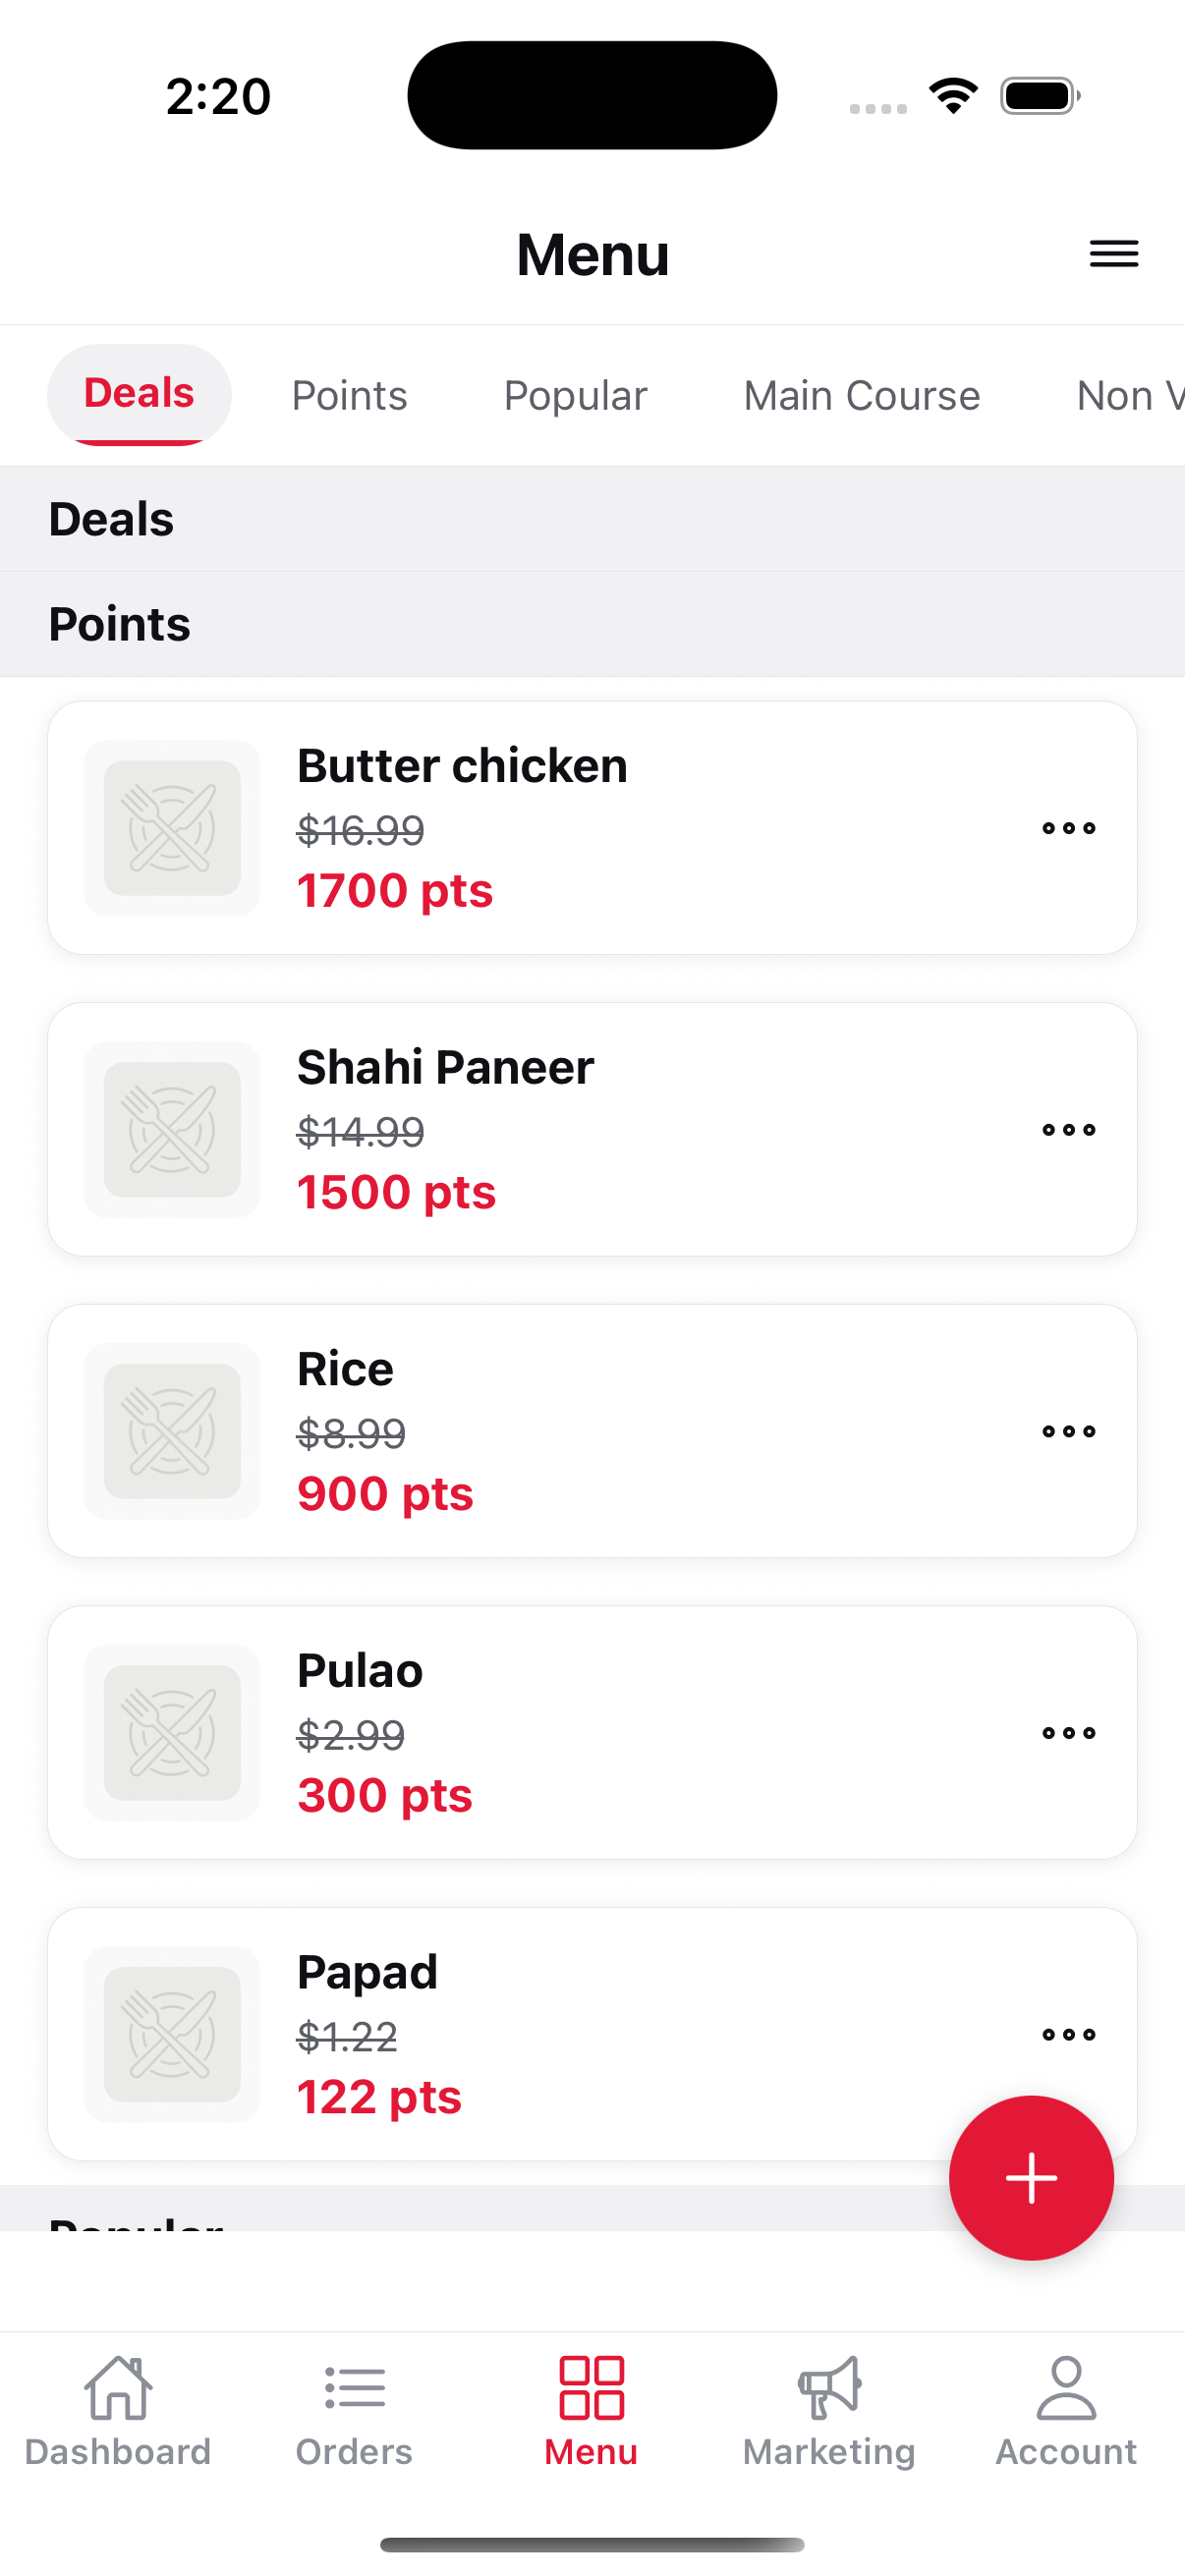 2:20
Menu
Deals Points Popular Main Course Non V
Deals
Points
Butter chicken
$16.99
1700 pts
Shahi Paneer
$14.99
1500 pts
Rice
$8.99
900 pts
Pulao
$2.99
300 pts
Papad
$1.22
122 pts
Popular
Dashboard Orders Menu Marketing Account